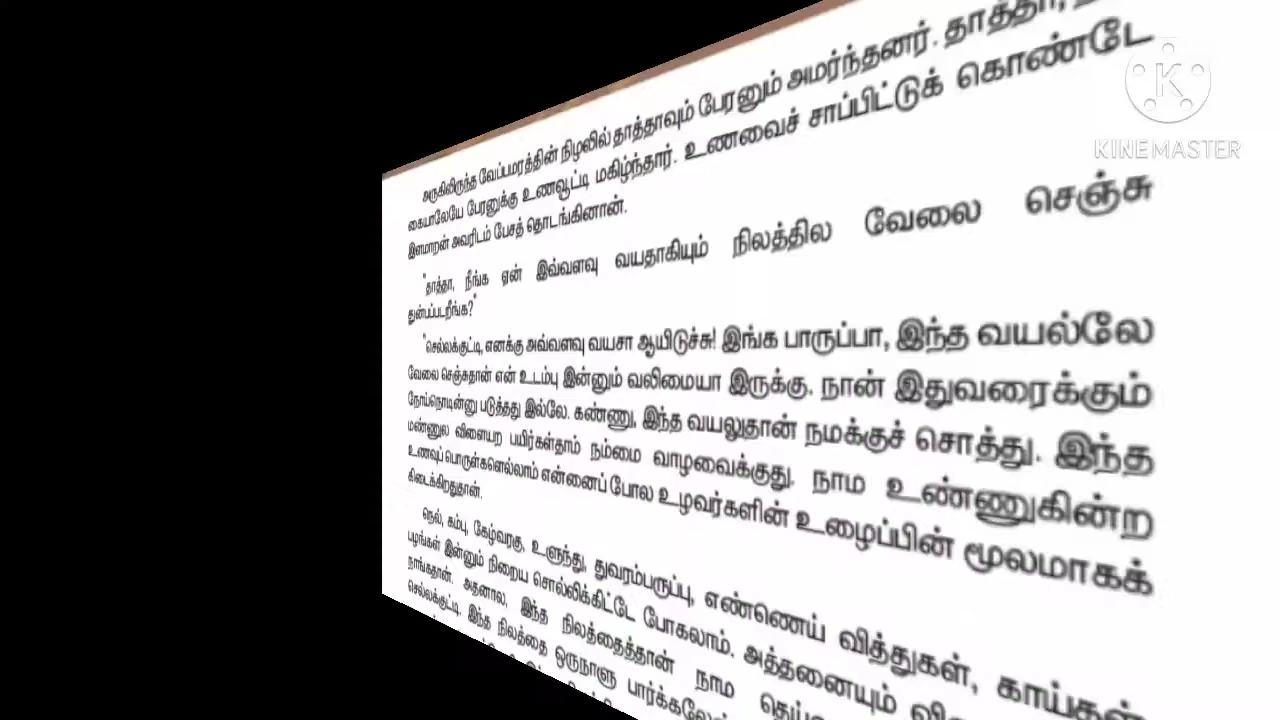 அருகிலிருந்த வேப்பமரத்தின் நிழலில் தாத்தாவும் பேரனும் அமர்ந்தனர். தாத்தா,
கையாலேயே பேரனுக்கு உணவூட்டி மகிழ்ந்தார். உணவைச் சாப்பிட்டுக் கொண்டே
இளமாறன் அவரிடம் பேசத் தொடங்கினான்.
"தாத்தா, நீங்க ஏன் இவ்வளவு வயதாகியும் நிலத்தில வேலை செஞ்சு
துன்பப்படறீங்க?"
"செல்லக்குட்டி, எனக்கு அவ்வளவு வயசா ஆயிடுச்சு! இங்க பாருப்பா, இந்த வயல்லே
வேலை செஞ்சுதான் என் உடம்பு இன்னும் வலிமையா இருக்கு. நான் இதுவரைக்கும்
நோய்நொடின்னு படுத்தது இல்லே. கண்ணு, இந்த வயலுதான் நமக்குச் சொத்து. இந்த
மண்ணுல விளையற பயிர்கள்தாம் நம்மை வாழவைக்குது. நாம உண்ணுகின்ற
உணவுப் பொருள்களெல்லாம் என்னைப் போல உழவர்களின் உழைப்பின் மூலமாகக்
கிடைக்கிறதுதான்.
நெல், கம்பு, கேழ்வரகு, உளுந்து, துவரம்பருப்பு, எண்ணெய் வித்துகள், காய்கள்,
பழங்கள் இன்னும் நிறைய சொல்லிக்கிட்டே போகலாம். அத்தனையும்
நாங்கதான். அதனால, இந்த நிலத்தைத்தான் நாம
செல்லக்குட்டி, இந்த நிலத்தை ஒருநாளு
KINEMASTER